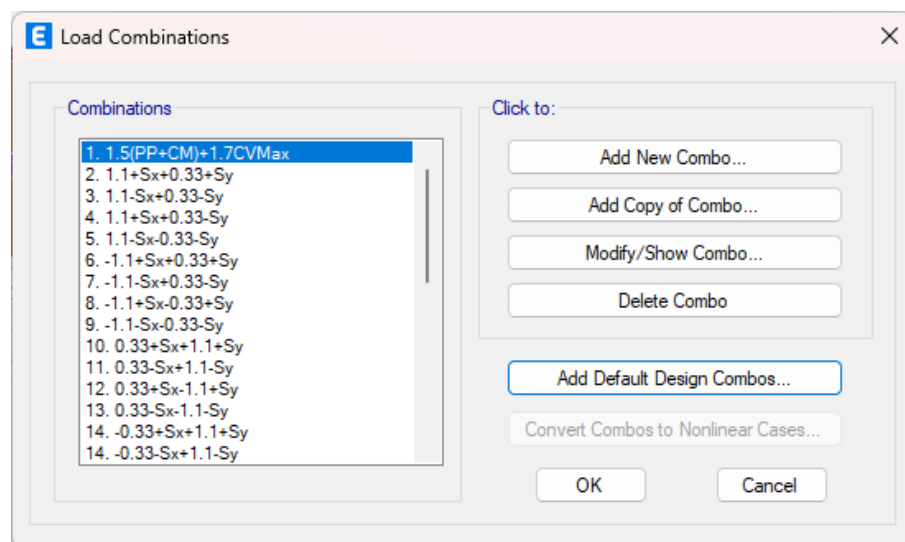 E Load Combinations
Combinations
1. 1.5(PP+CM)+1.7CVMax
2. 1.1+Sx+0.33+Sy
3. 1.1-Sx+0.33-Sy
4. 1.1+Sx+0.33-Sy
5. 1.1-Sx-0.33-Sy
6. -1.1+Sx+0.33+Sy
7. -1.1-Sx+0.33-Sy
8. -1.1+Sx-0.33+Sy
9. -1.1-Sx-0.33-Sy
10. 0.33+Sx+1.1+Sy
11. 0.33-Sx+1.1-Sy
12. 0.33+Sx-1.1+Sy
13. 0.33-Sx-1.1-Sy
14. -0.33+Sx+1.1+Sy
14. -0.33-Sx+1.1-Sy
Click to:
Add New Combo...
Add Copy of Combo...
Modify/Show Combo...
Delete Combo
Add Default Design Combos...
Convert Combos to Nonlinear Cases...
OK
Cancel